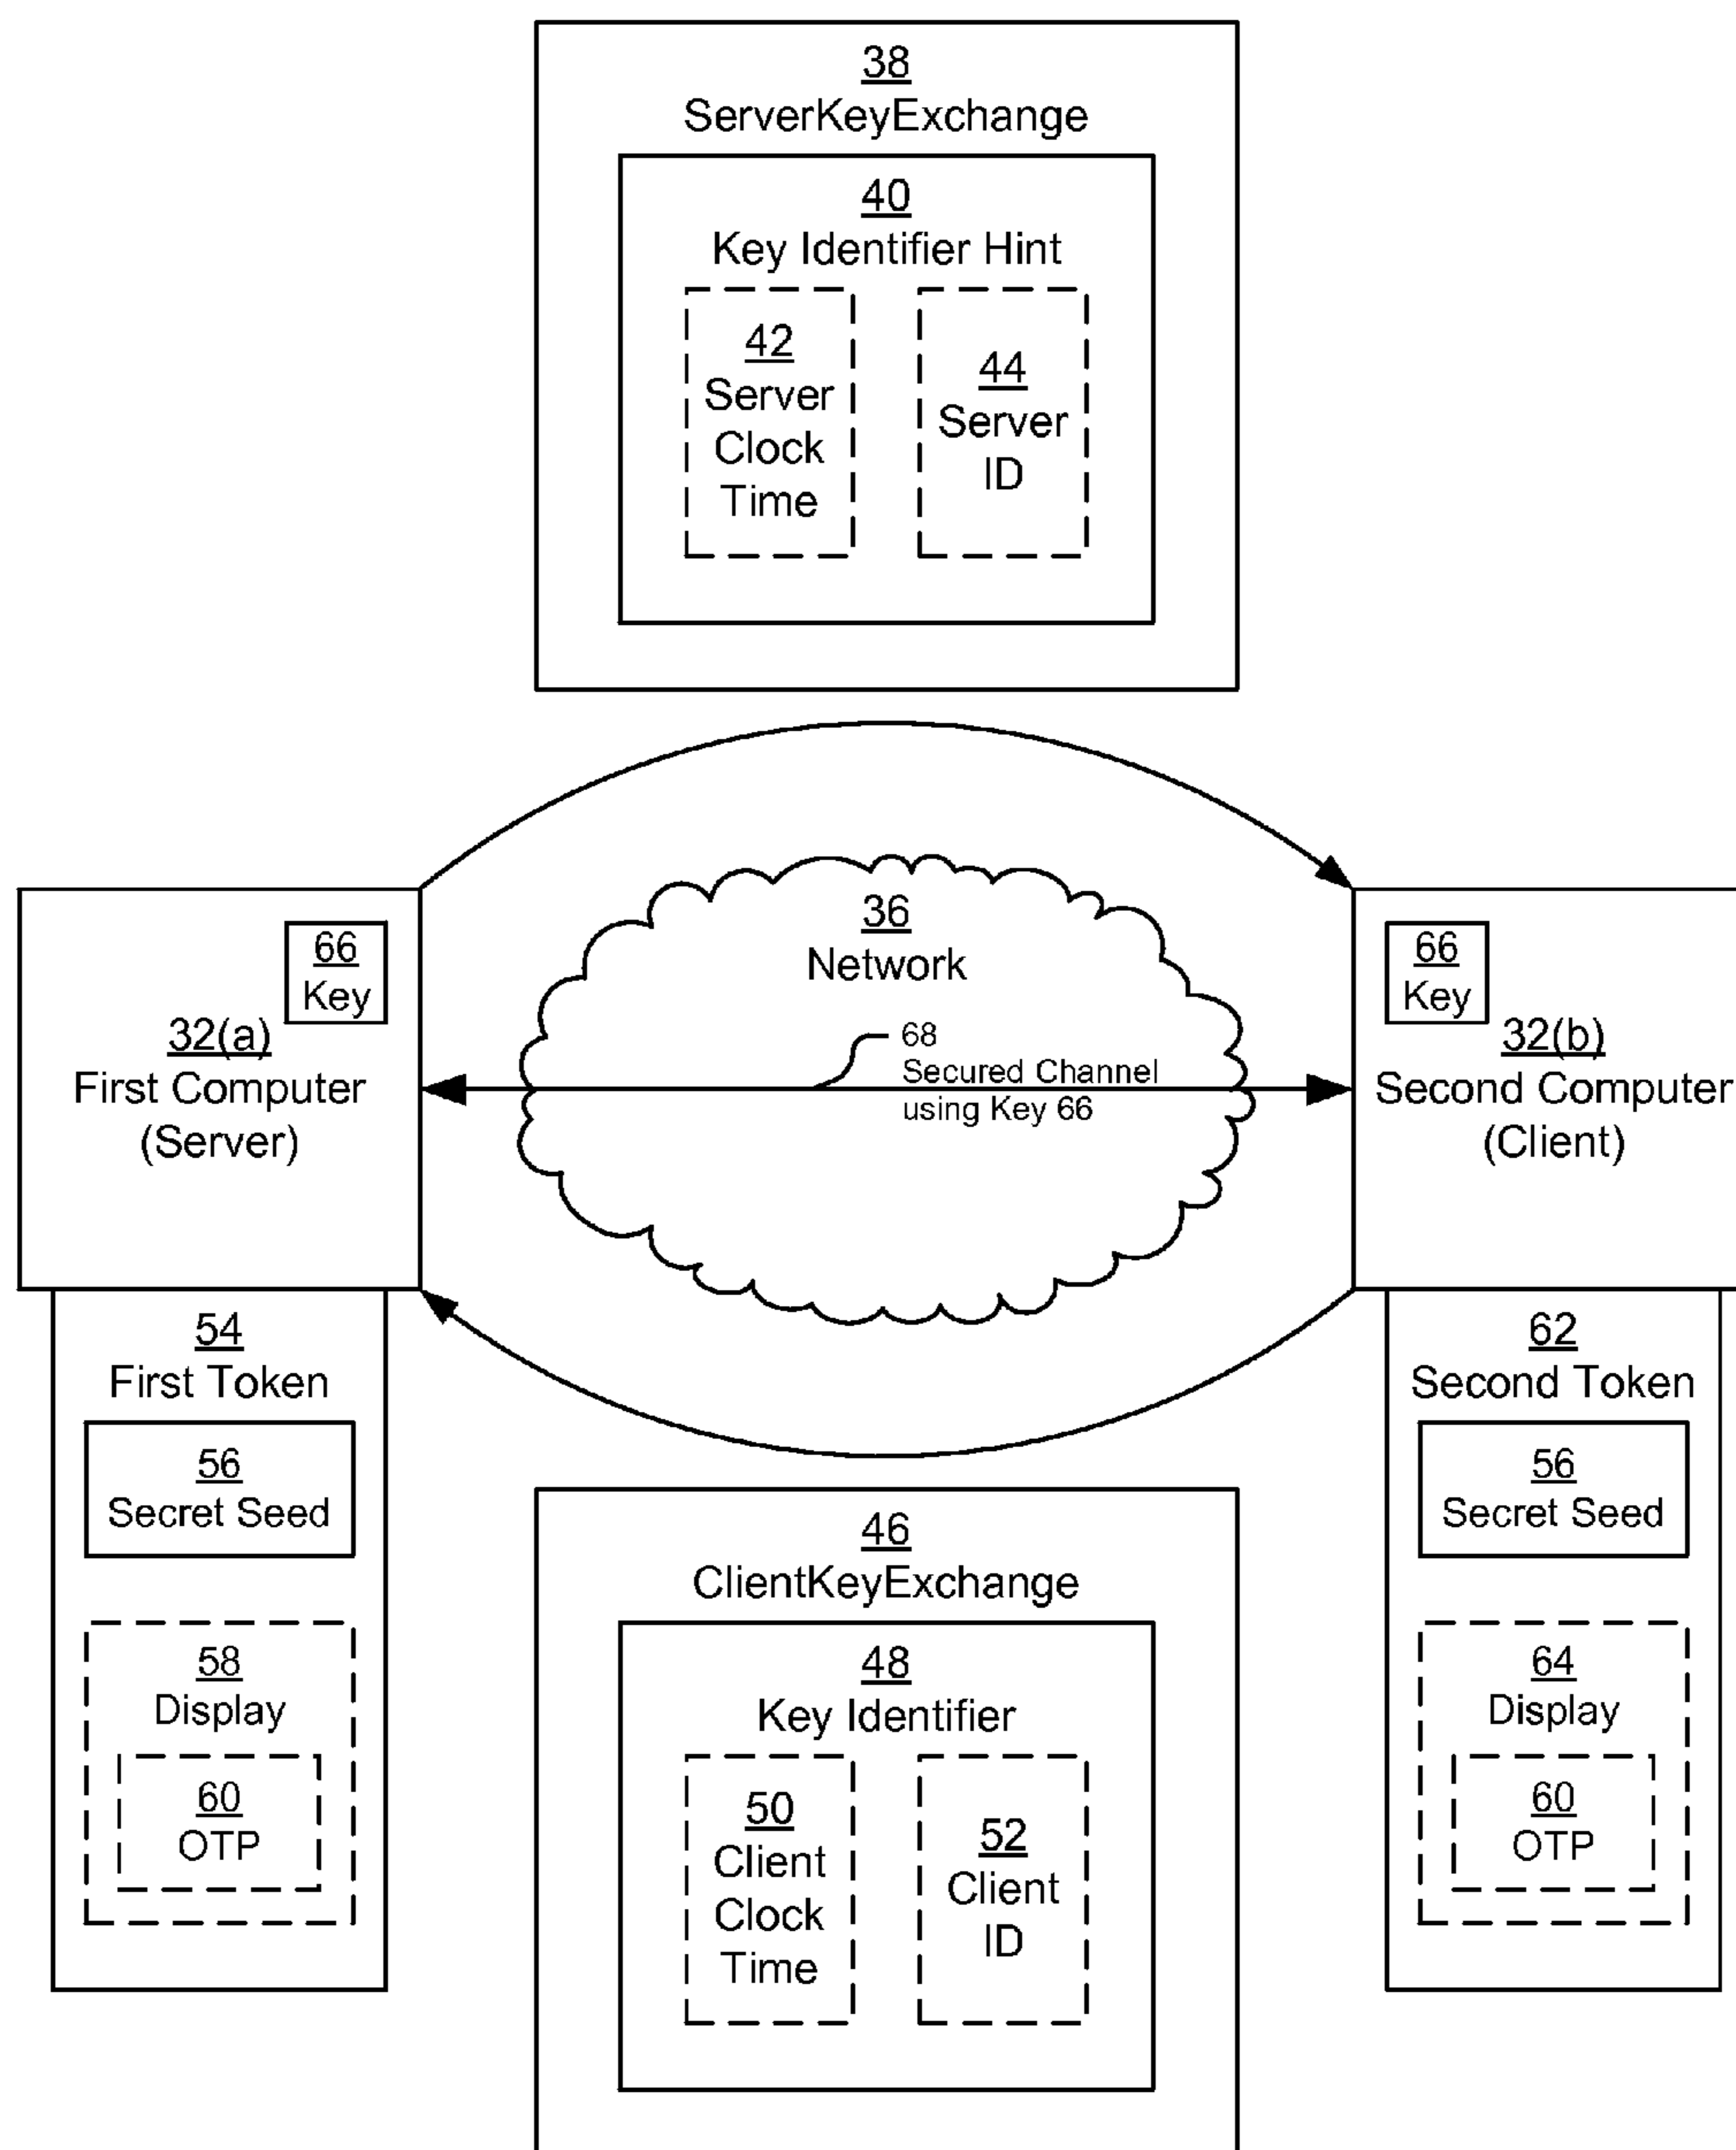 38
ServerKeyExchange
40
Key Identifier Hint
42
Server
Clock
Time
44
Server
ID
36
Network
68
Secured Channel
using Key 66
66
Key
32(a)
First Computer
(Server)
66
Key
32(b)
Second Computer
(Client)
54
First Token
56
Secret Seed
58
Display
60
OTP
62
Second Token
56
Secret Seed
64
Display
60
OTP
46
ClientKeyExchange
48
Key Identifier
50
Client
Clock
Time
52
Client
ID